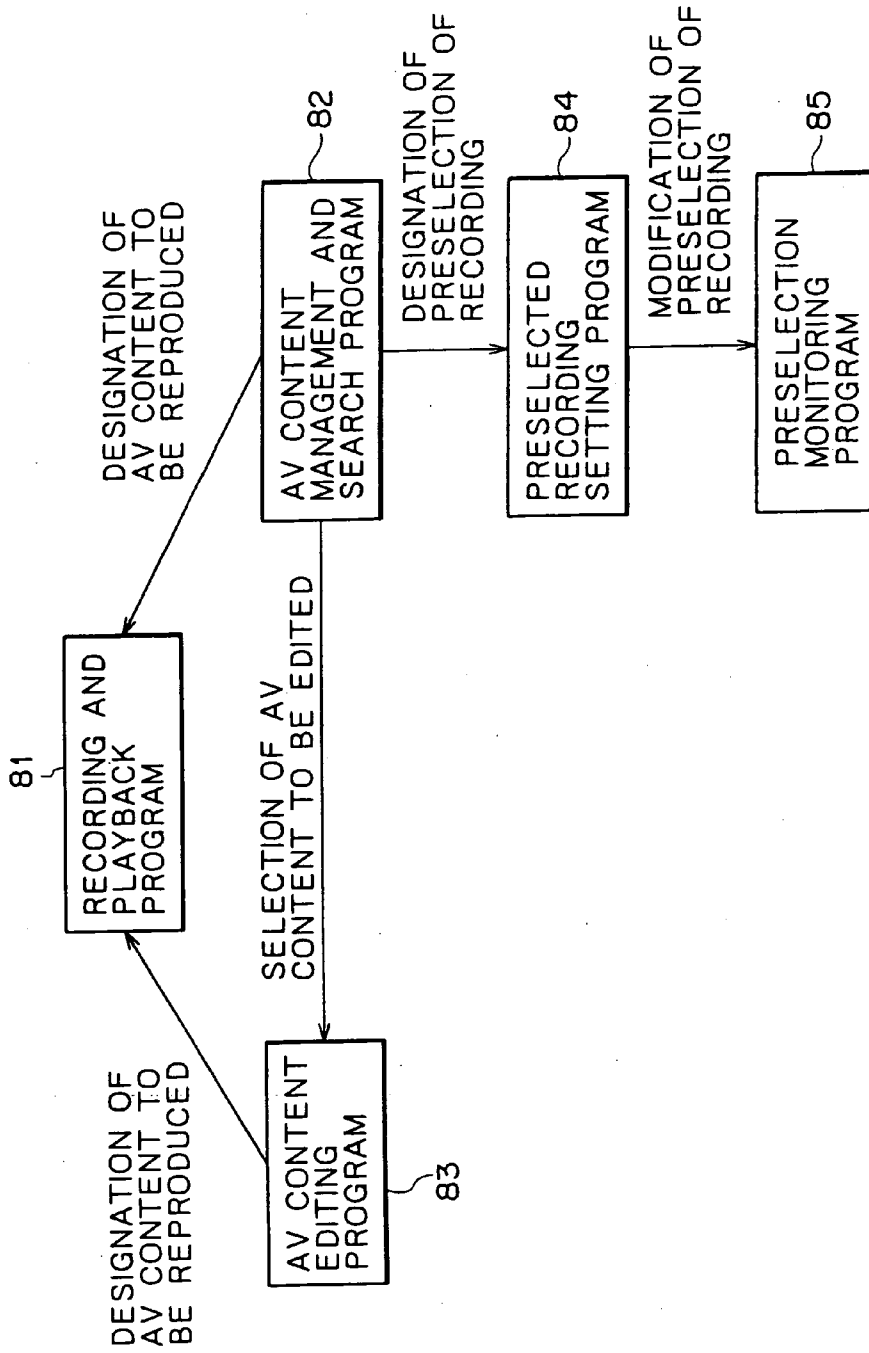 81
RECORDING AND
PLAYBACK
PROGRAM
DESIGNATION OF
AV CONTENT TO
BE REPRODUCED
DESIGNATION OF
AV CONTENT TO
BE REPRODUCED
82
AV CONTENT
MANAGEMENT AND
SEARCH PROGRAM
SELECTION OF AV
CONTENT TO BE EDITED
AV CONTENT
EDITING
PROGRAM
83
DESIGNATION OF
PRESELECTION OF
RECORDING
84
PRESELECTED
RECORDING
SETTING PROGRAM
MODIFICATION OF
PRESELECTION OF
RECORDING
85
PRESELECTION
MONITORING
PROGRAM